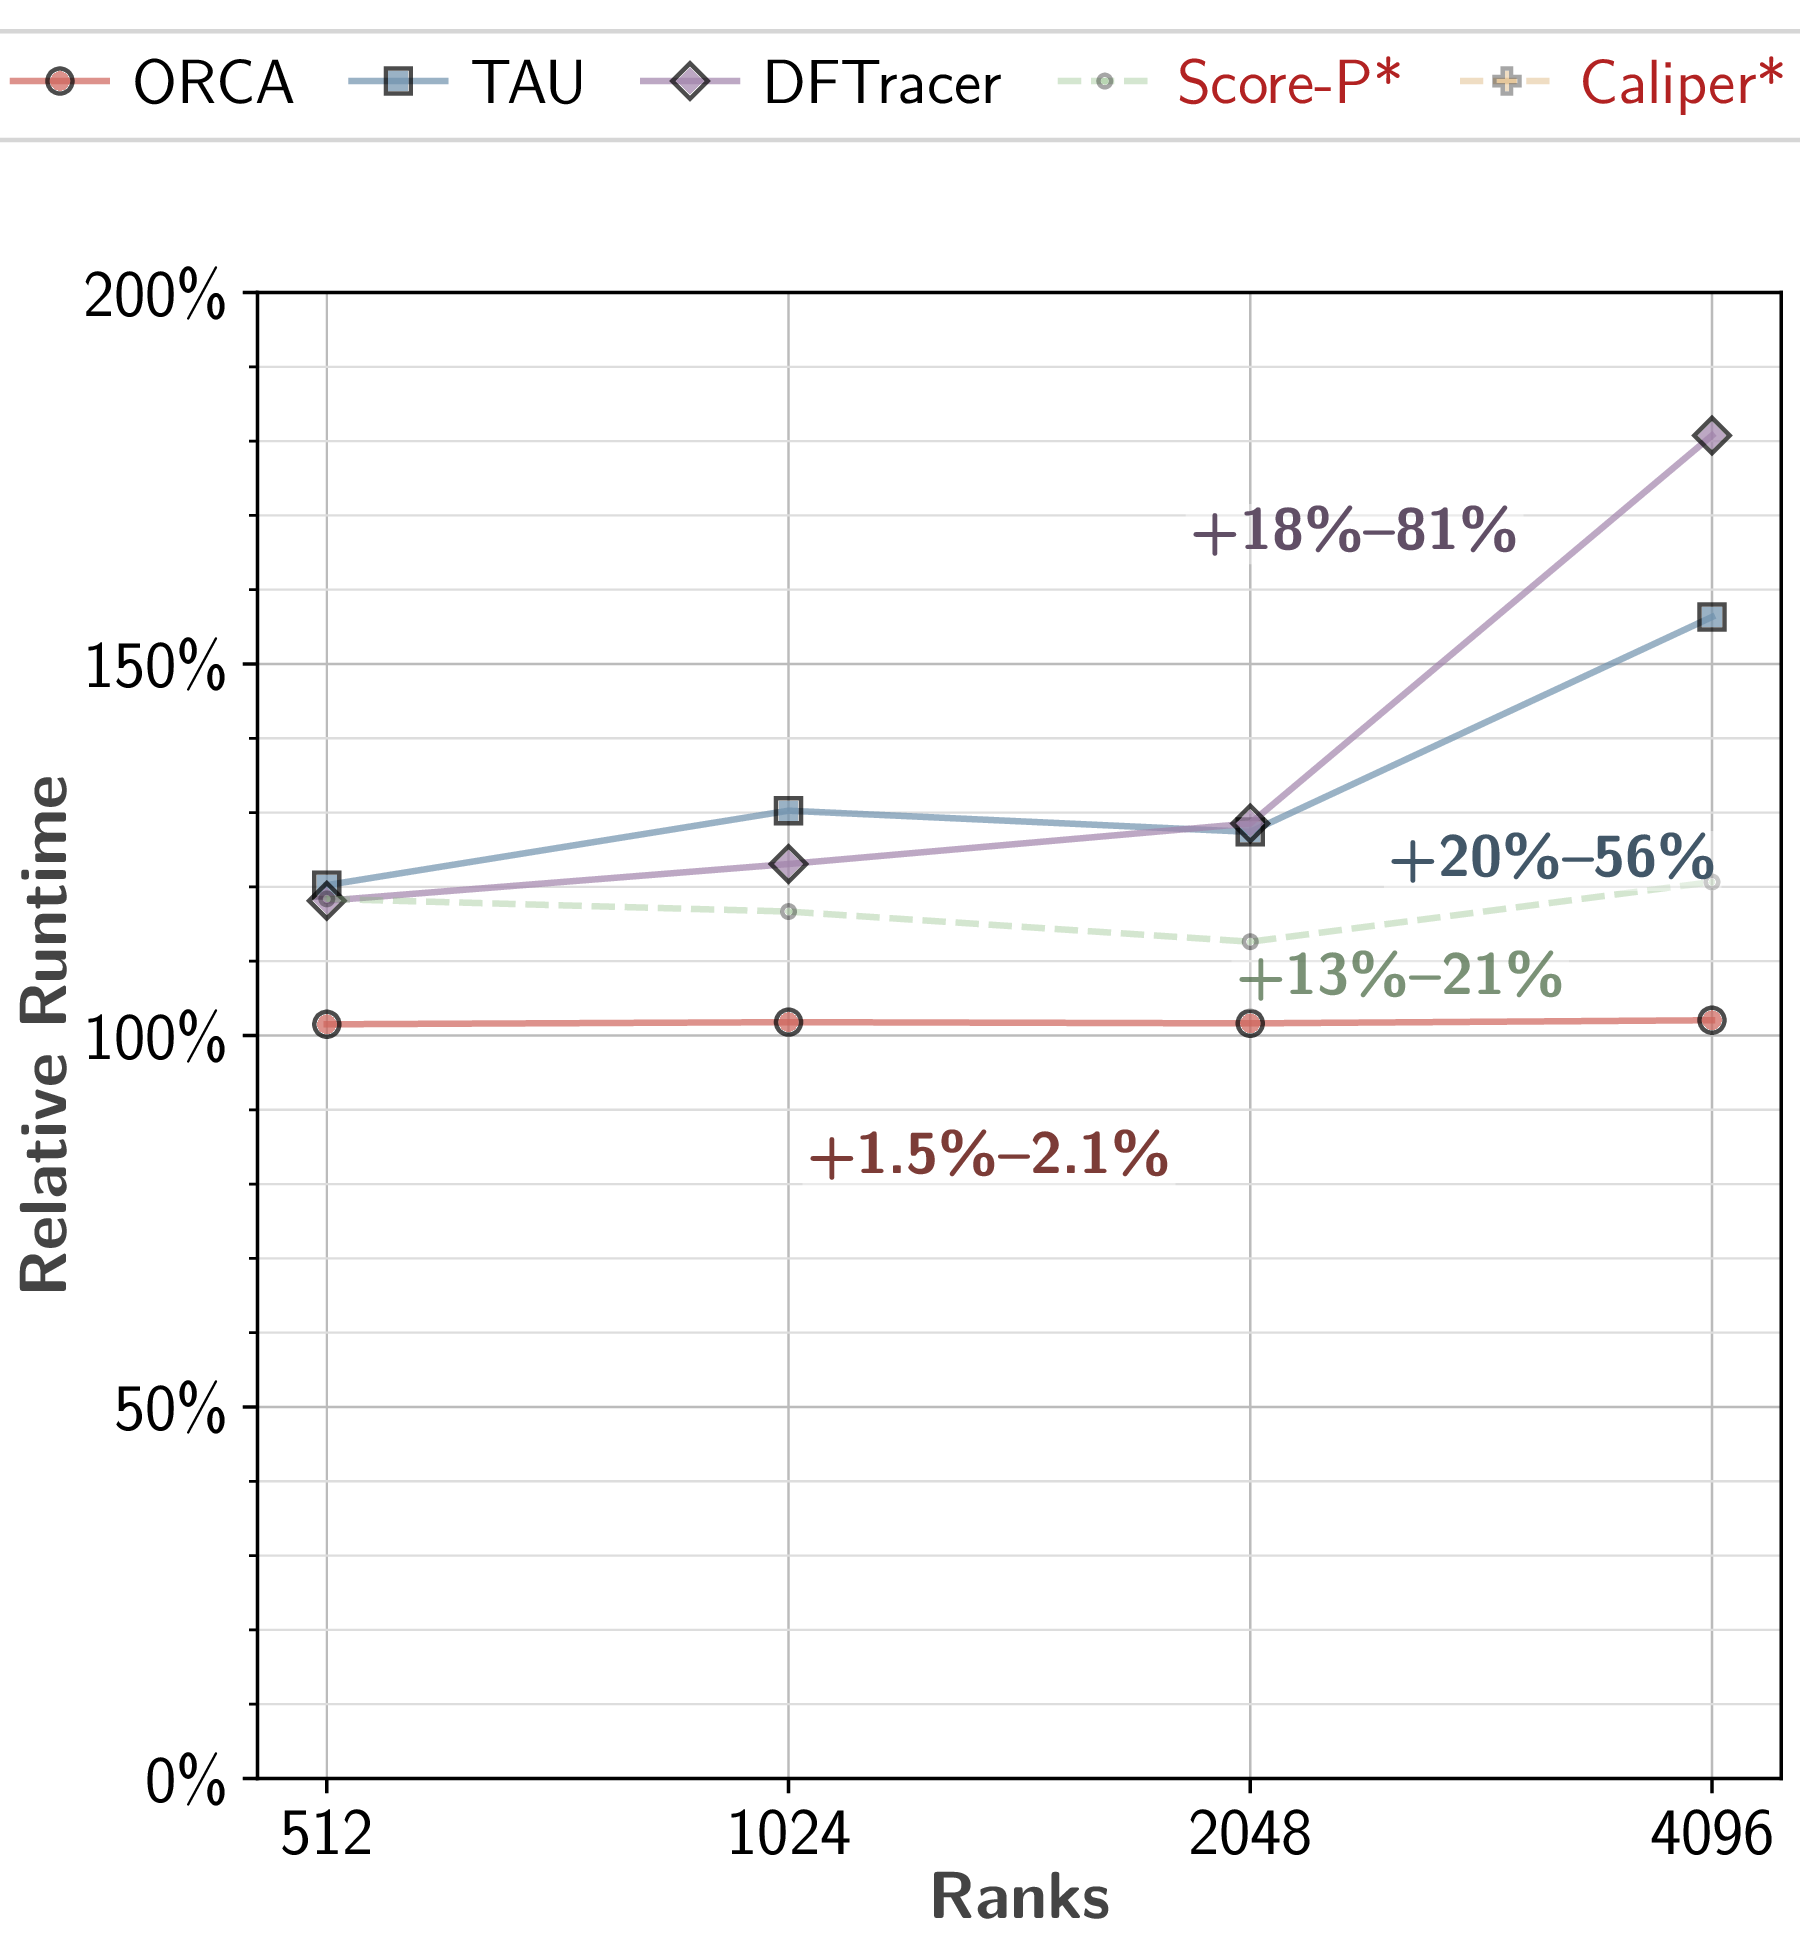 ORCA TAU DFTracer Score-P* Caliper*
200%
150%
100%
50%
0%
Relative Runtime
+18%–81%
+20%–56%
+13%–21%
+1.5%–2.1%
512 1024 2048 4096
Ranks